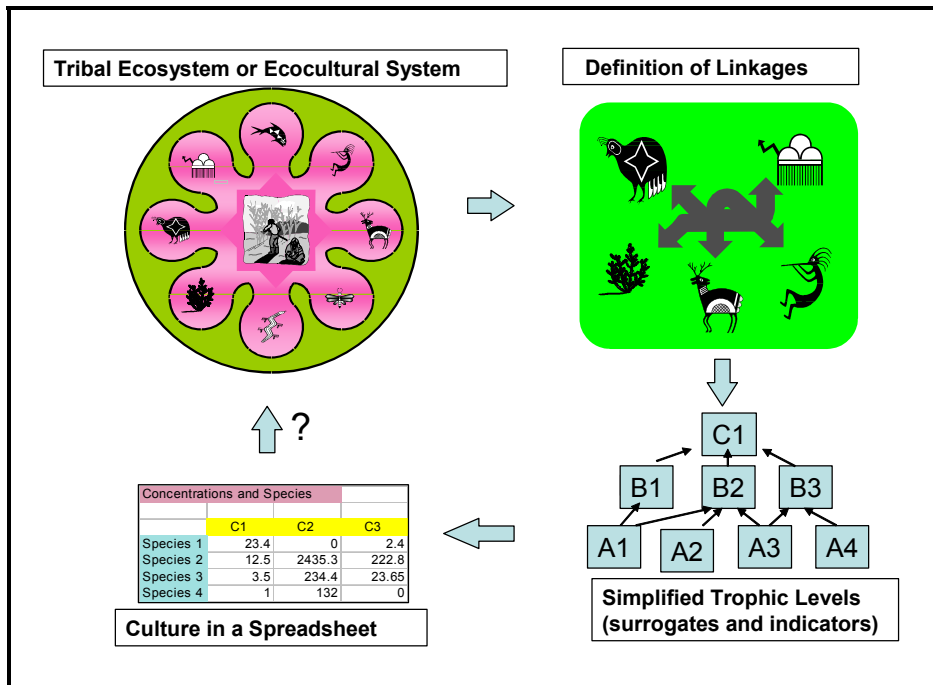 Tribal Ecosystem or Ecocultural System
Definition of Linkages
?
C1
B1 B2 B3
A1 A2 A3 A4
Simplified Trophic Levels
(surrogates and indicators)
Concentrations and Species
C1 C2 C3
Species 1 23.4 0 2.4
Species 2 12.5 2435.3 222.8
Species 3 3.5 234.4 23.65
Species 4 1 132 0
Culture in a Spreadsheet